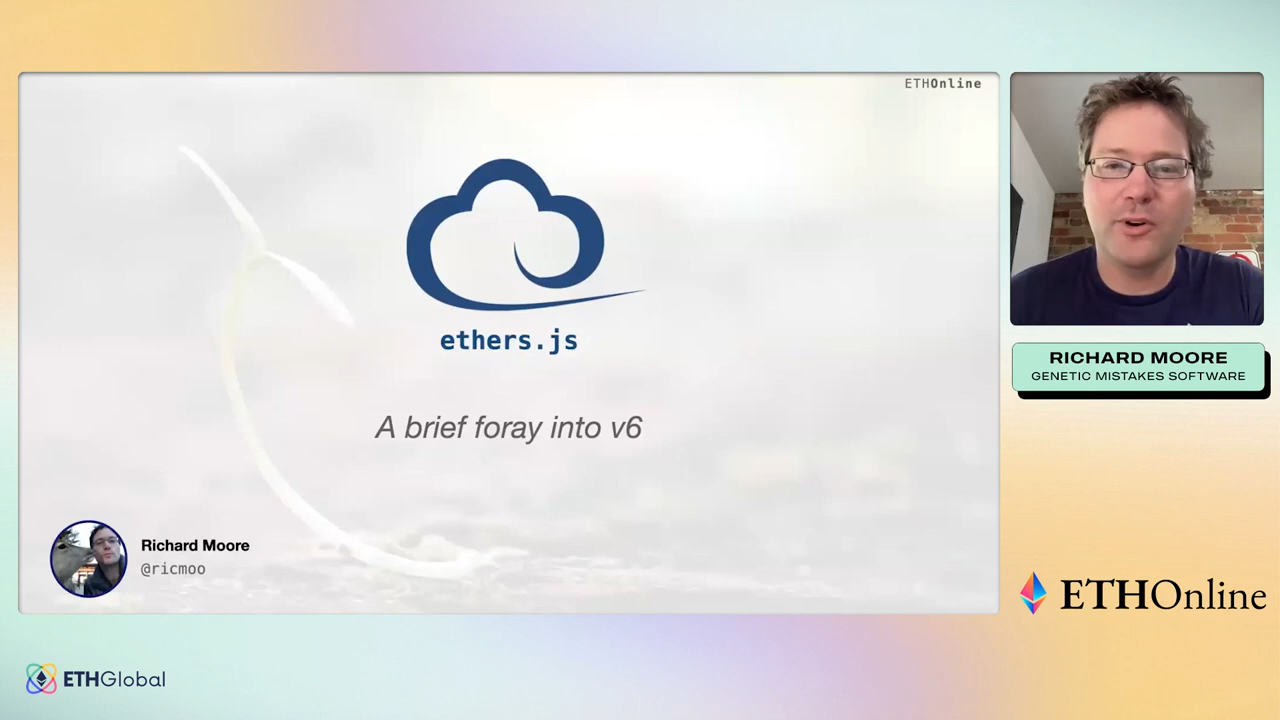 ETHOnline
ethers.js
A brief foray into v6
Richard Moore
@ricmoo
RICHARD MOORE
GENETIC MISTAKES SOFTWARE
ETHOnline
ETHGlobal